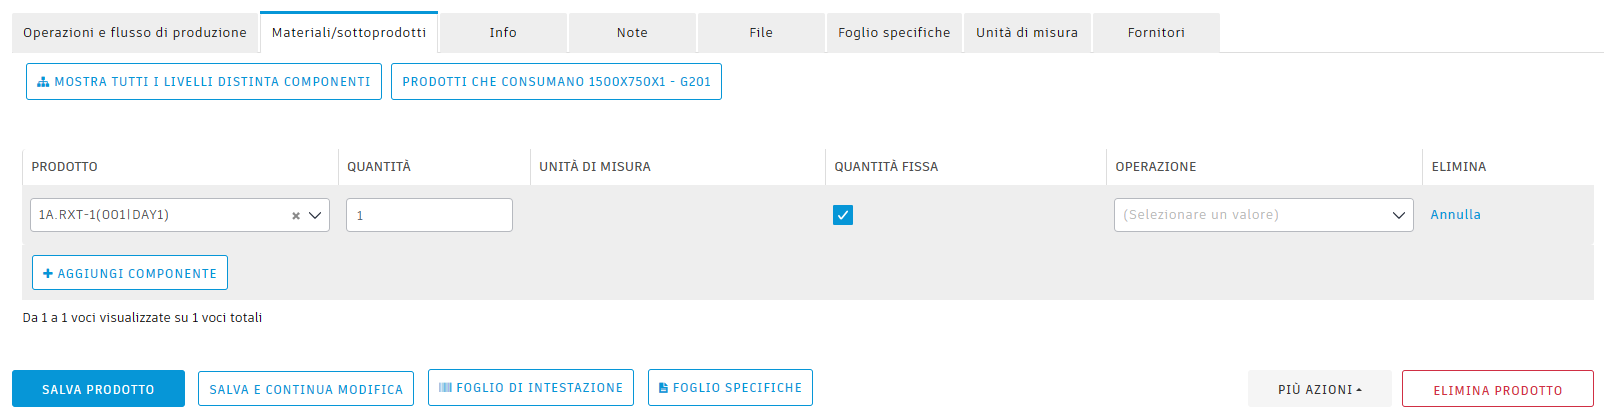 Operazioni e flusso di produzione Materiali/sottoprodotti Info Note File Foglio specifiche Unità di misura Fornitori
MOSTRA TUTTI I LIVELLI DISTINTA COMPONENTI PRODOTTI CHE CONSUMANO 1500X750X1 - G201
PRODOTTO QUANTITÀ UNITÀ DI MISURA QUANTITÀ FISSA OPERAZIONE ELIMINA
1A.RXT-1(001|DAY1) 1 (Selezionare un valore) Annulla
AGGIUNGI COMPONENTE
Da 1 a 1 voci visualizzate su 1 voci totali
SALVA PRODOTTO SALVA E CONTINUA MODIFICA FOGLIO DI INTESTAZIONE FOGLIO SPECIFICHE PIÙ AZIONI ELIMINA PRODOTTO